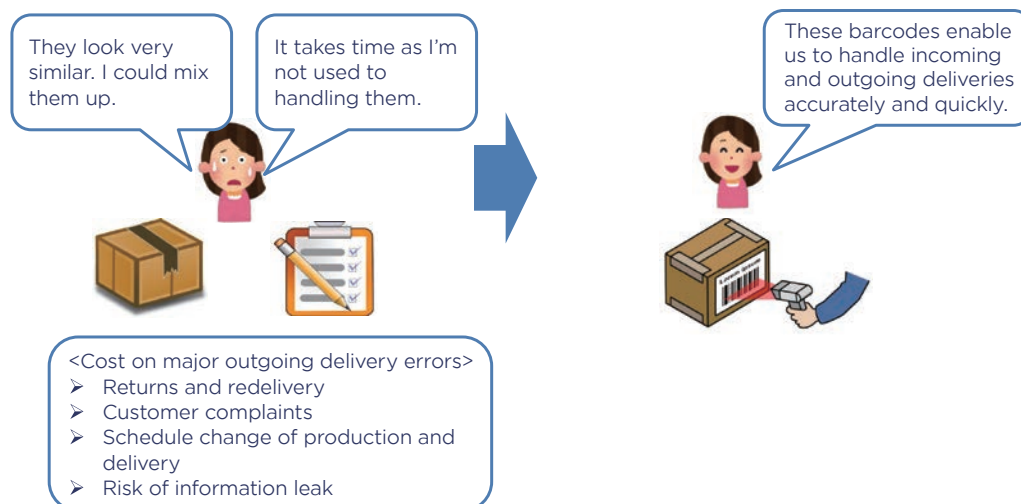 They look very
similar. I could mix
them up.
It takes time as I'm
not used to
handling them.
These barcodes enable
us to handle incoming
and outgoing deliveries
accurately and quickly.
Lorem ipsum
<Cost on major outgoing delivery errors>
➢ Returns and redelivery
➢ Customer complaints
➢ Schedule change of production and
delivery
➢ Risk of information leak